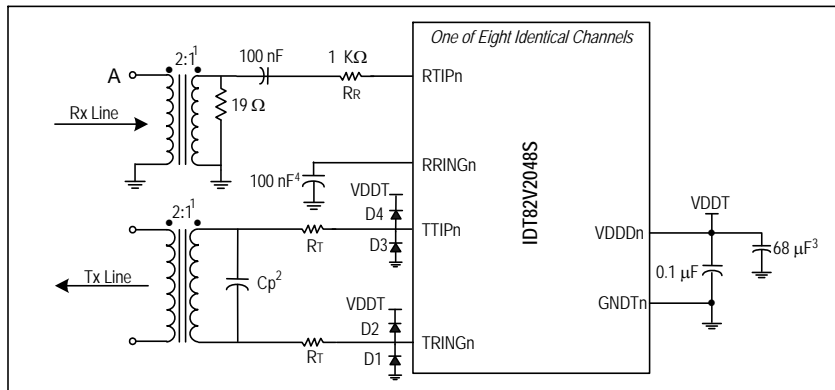 One of Eight Identical Channels
A
2:1¹
100 nF
1 KΩ
RR
RTIPn
19 Ω
Rx Line
100 nF⁴
RRINGn
VDDT
D4
D3
2:1¹
RT
TTIPn
Cp²
Tx Line
VDDT
D2
D1
RT
TRINGn
IDT82V2048S
VDDT
VDDDn
68 µF³
0.1 µF
GNDTn